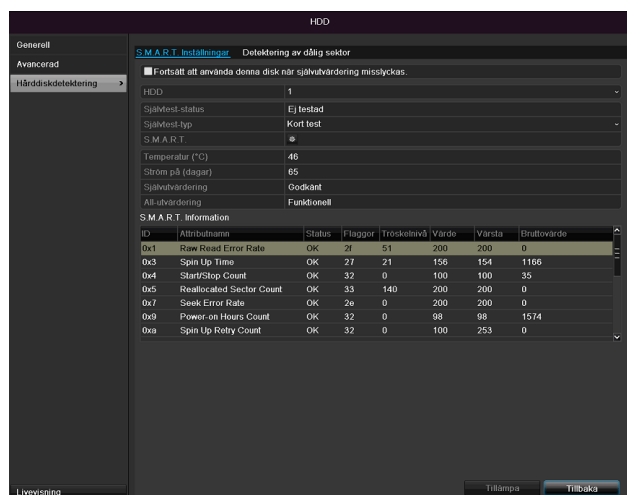 HDD
Generell
Avancerad
Hårddiskdetektering >
S.M.A.R.T. Inställningar Detektering av dålig sektor
Fortsätt att använda denna disk när självutvärdering misslyckas.
HDD 1
Självtest-status Ej testad
Självtest-typ Kort test
S.M.A.R.T.
Temperatur (°C) 46
Ström på (dagar) 65
Självutvärdering Godkänt
All-utvärdering Funktionell
S.M.A.R.T. Information
ID Attributnamn Status Flaggor Tröskelnivå Värde Värsta Bruttovärde
0x1 Raw Read Error Rate OK 2f 51 200 200 0
0x3 Spin Up Time OK 27 21 156 154 1166
0x4 Start/Stop Count OK 32 0 100 100 35
0x5 Reallocated Sector Count OK 33 140 200 200 0
0x7 Seek Error Rate OK 2e 0 200 200 0
0x9 Power-on Hours Count OK 32 0 98 98 1574
0xa Spin Up Retry Count OK 32 0 100 253 0
Livevisning
Tillämpa Tillbaka